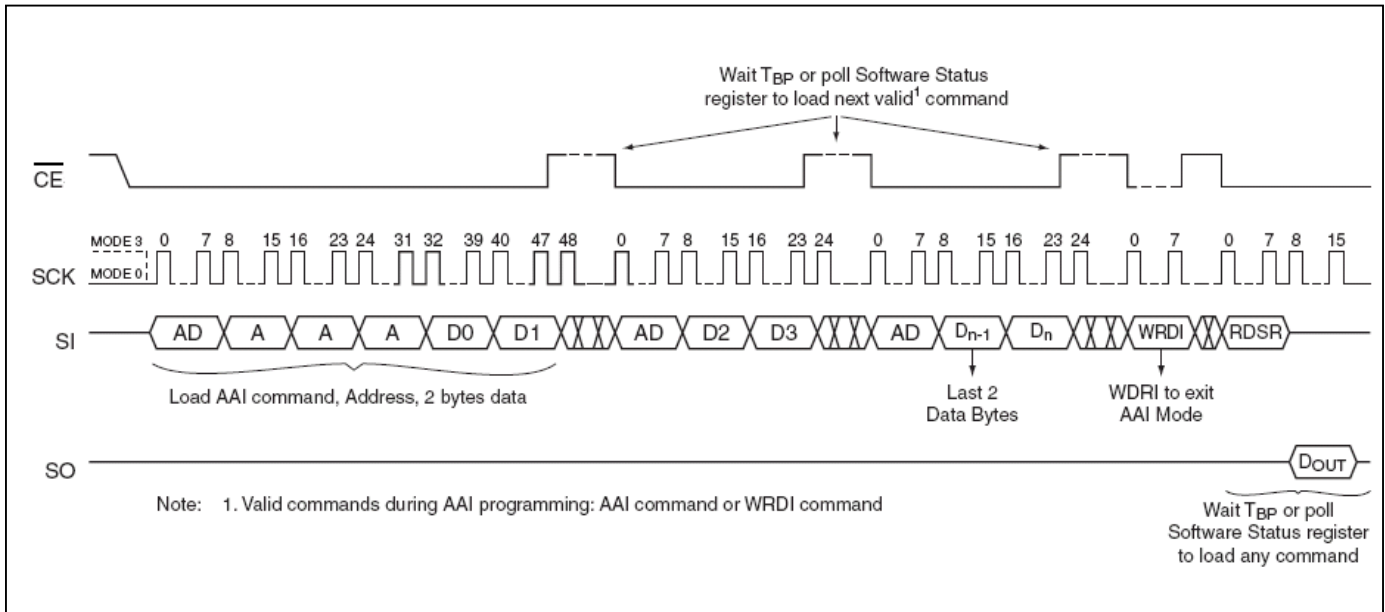 Wait TBP or poll Software Status
register to load next valid1 command
CE
MODE 3 0 7 8 15 16 23 24 31 32 39 40 47 48 0 7 8 15 16 23 24 0 7 8 15 16 23 24 0 7 0 7 8 15
MODE 0
SCK
SI AD A A A D0 D1 AD D2 D3 AD Dn-1 Dn WRDI RDSR
Load AAI command, Address, 2 bytes data
Last 2
Data Bytes
WDRI to exit
AAI Mode
SO DOUT
Note: 1. Valid commands during AAI programming: AAI command or WRDI command
Wait TBP or poll
Software Status register
to load any command